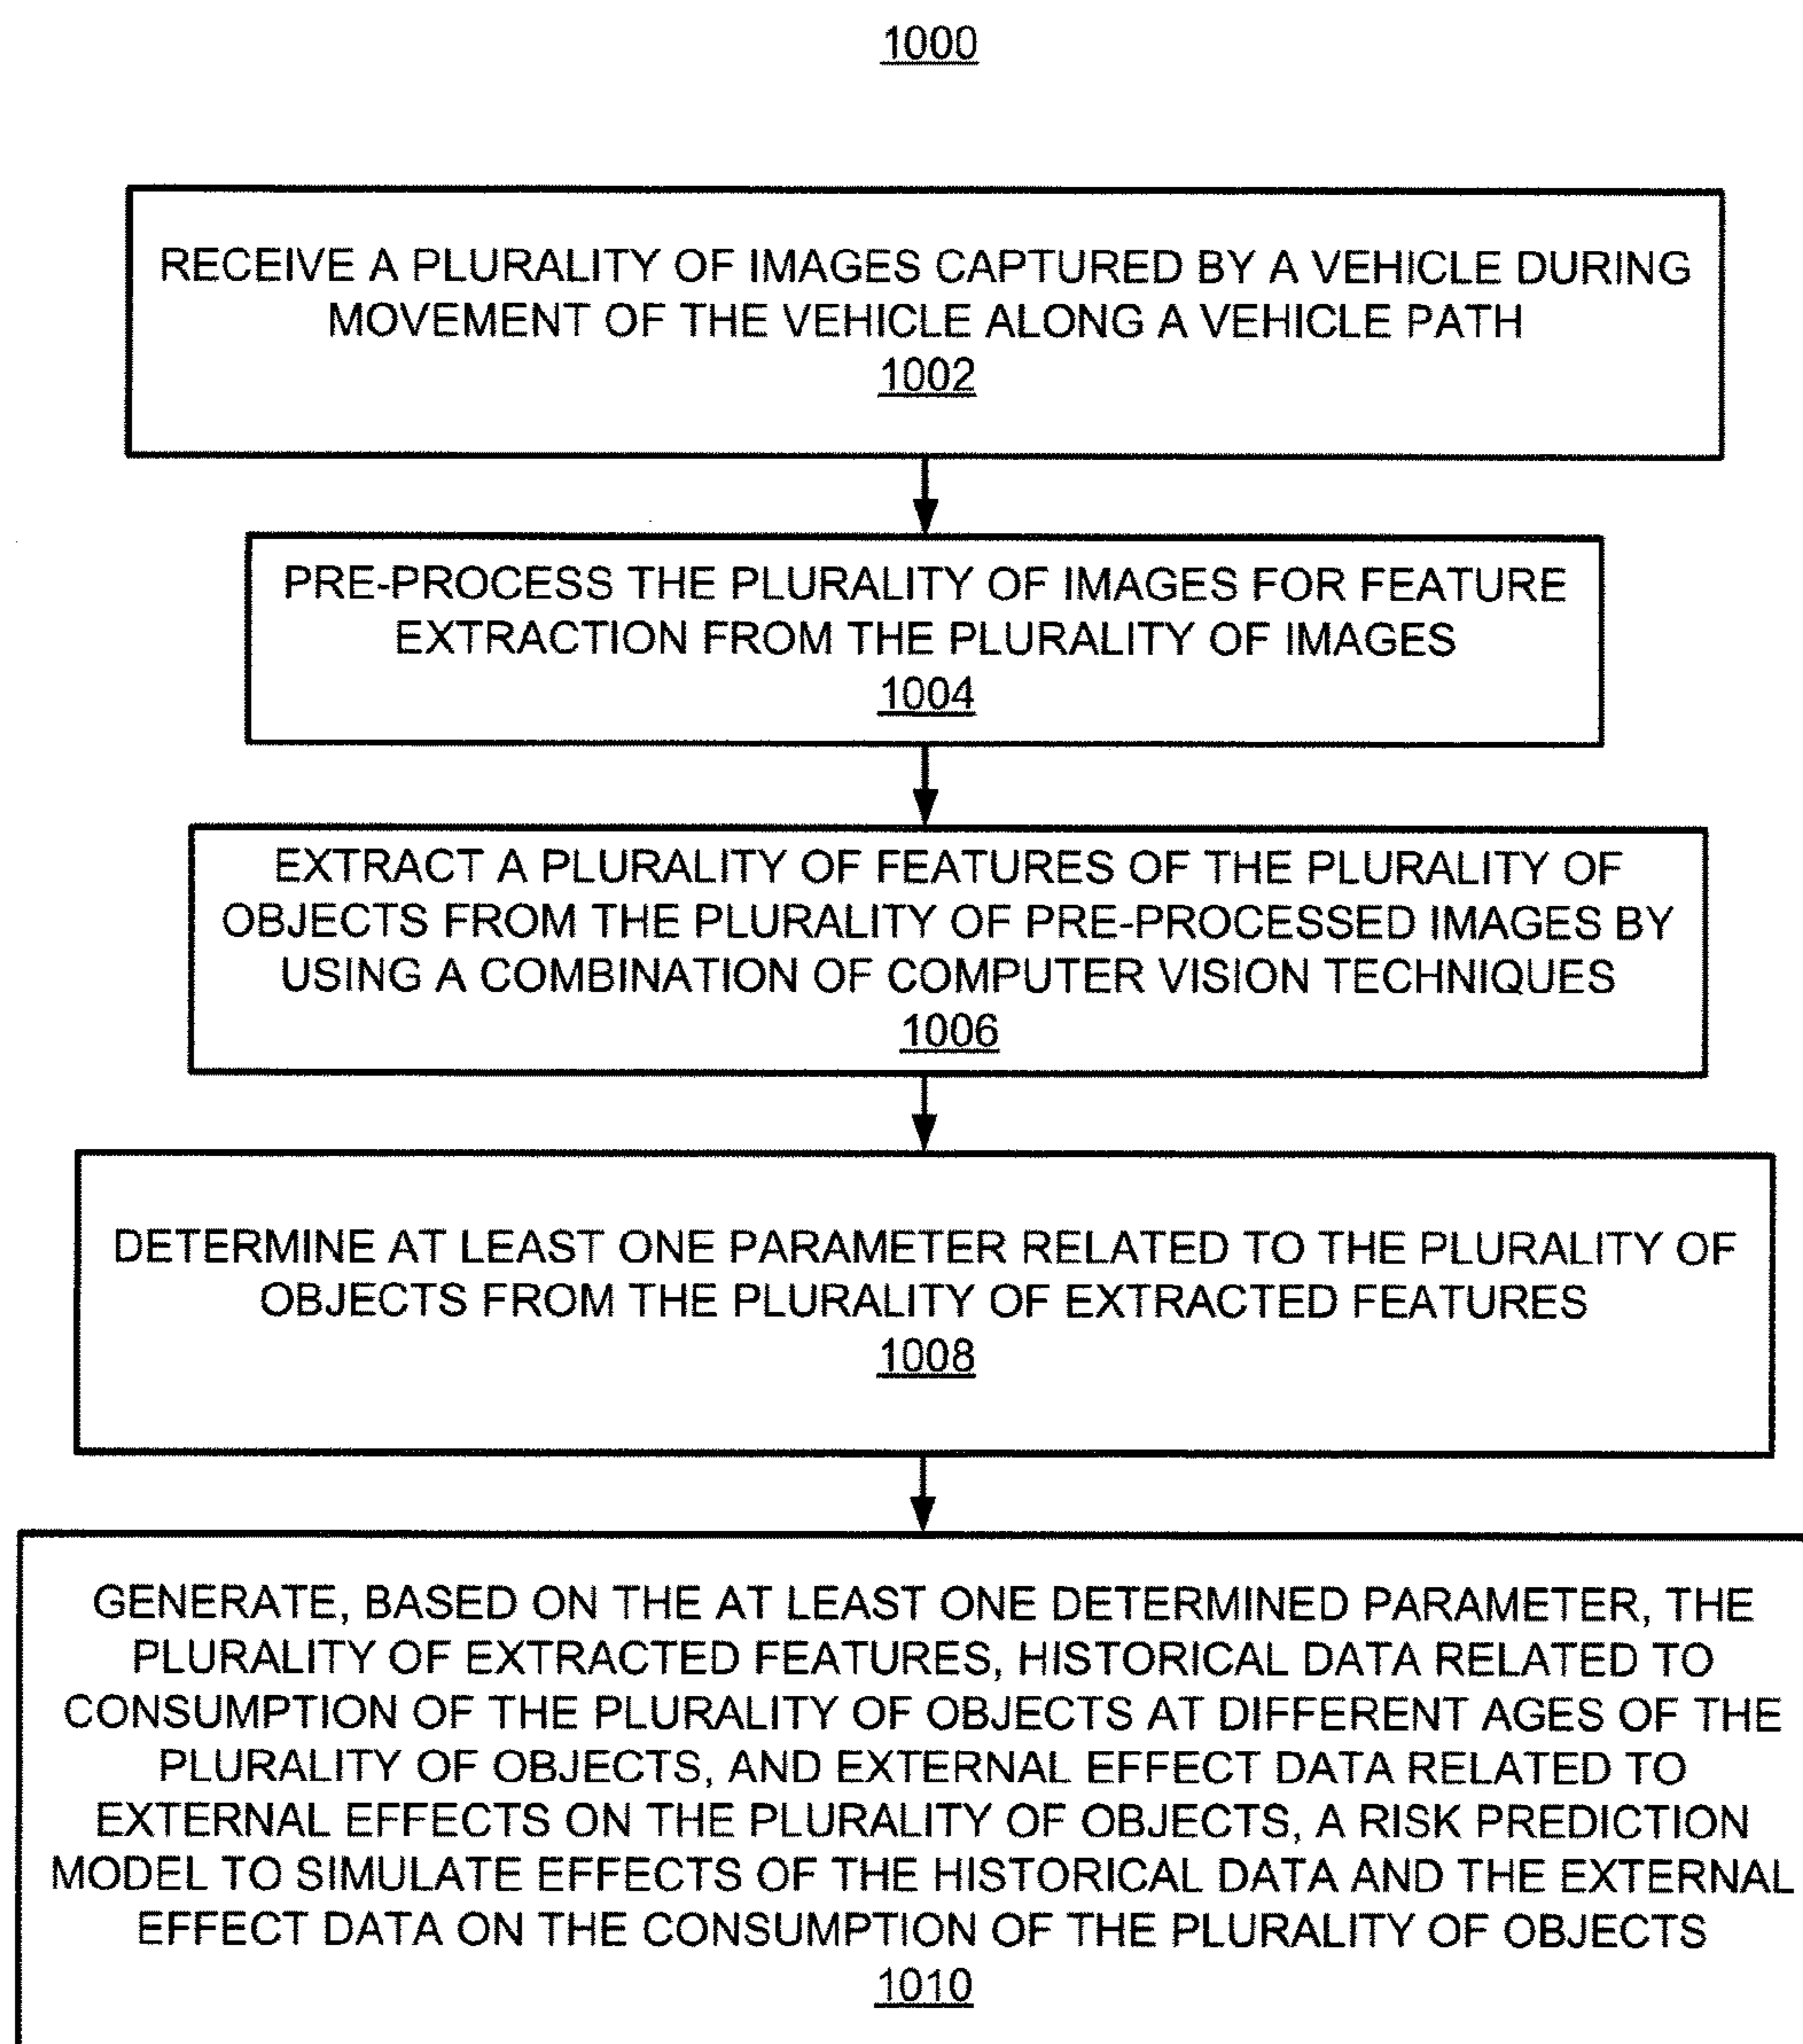 1000
RECEIVE A PLURALITY OF IMAGES CAPTURED BY A VEHICLE DURING
MOVEMENT OF THE VEHICLE ALONG A VEHICLE PATH
1002
PRE-PROCESS THE PLURALITY OF IMAGES FOR FEATURE
EXTRACTION FROM THE PLURALITY OF IMAGES
1004
EXTRACT A PLURALITY OF FEATURES OF THE PLURALITY OF
OBJECTS FROM THE PLURALITY OF PRE-PROCESSED IMAGES BY
USING A COMBINATION OF COMPUTER VISION TECHNIQUES
1006
DETERMINE AT LEAST ONE PARAMETER RELATED TO THE PLURALITY OF
OBJECTS FROM THE PLURALITY OF EXTRACTED FEATURES
1008
GENERATE, BASED ON THE AT LEAST ONE DETERMINED PARAMETER, THE
PLURALITY OF EXTRACTED FEATURES, HISTORICAL DATA RELATED TO
CONSUMPTION OF THE PLURALITY OF OBJECTS AT DIFFERENT AGES OF THE
PLURALITY OF OBJECTS, AND EXTERNAL EFFECT DATA RELATED TO
EXTERNAL EFFECTS ON THE PLURALITY OF OBJECTS, A RISK PREDICTION
MODEL TO SIMULATE EFFECTS OF THE HISTORICAL DATA AND THE EXTERNAL
EFFECT DATA ON THE CONSUMPTION OF THE PLURALITY OF OBJECTS
1010